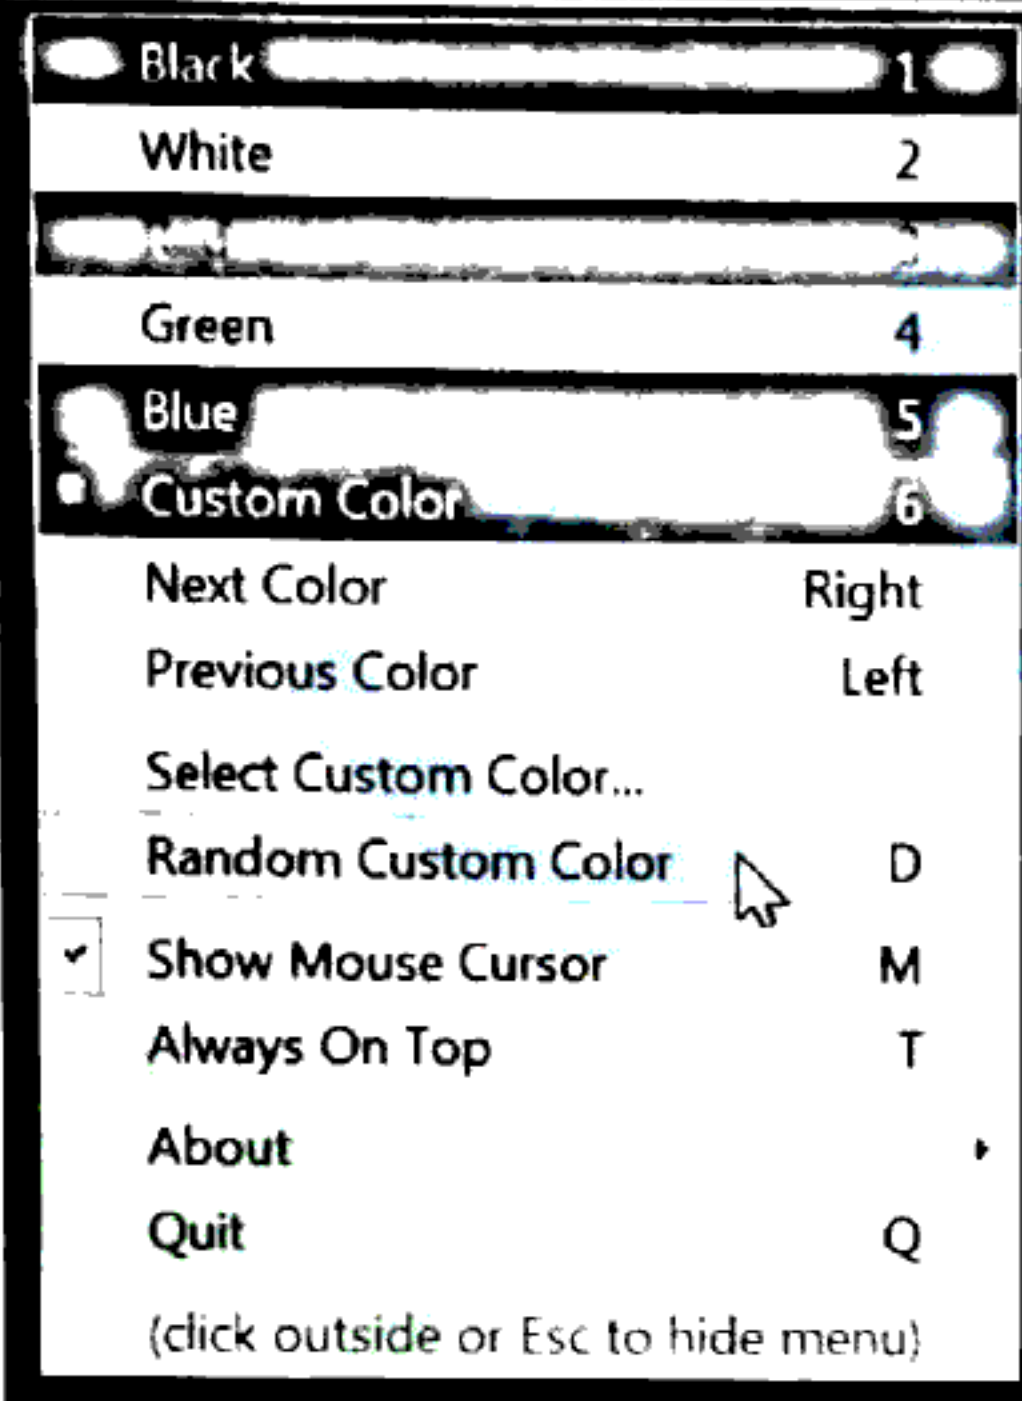 Black 1
White 2
Green 4
Blue 5
Custom Color 6
Next Color Right
Previous Color Left
Select Custom Color...
Random Custom Color D
Show Mouse Cursor M
Always On Top T
About
Quit Q
(click outside or Esc to hide menu)